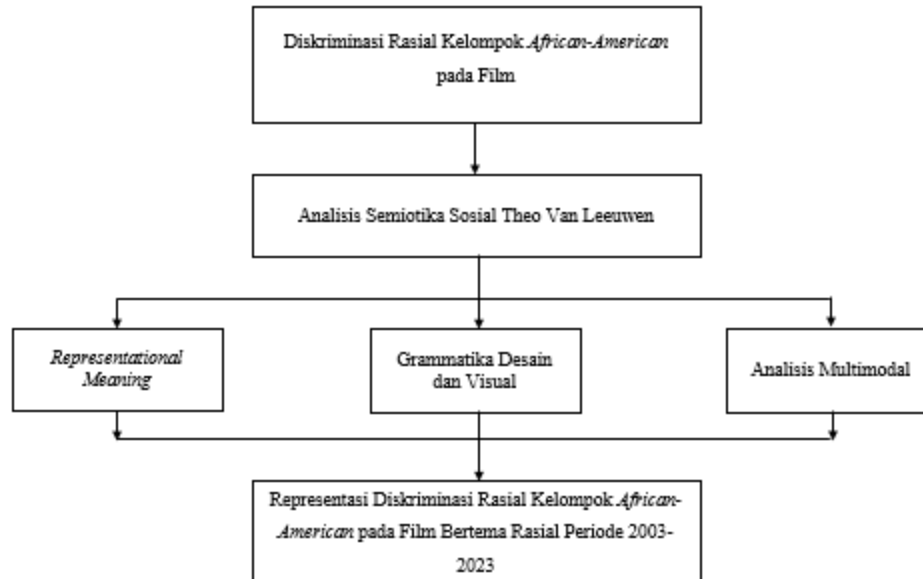 Diskriminasi Rasial Kelompok African-American
pada Film
Analisis Semiotika Sosial Theo Van Leeuwen
Representational
Meaning
Grammatika Desain
dan Visual
Analisis Multimodal
Representasi Diskriminasi Rasial Kelompok African-
American pada Film Bertema Rasial Periode 2003-
2023